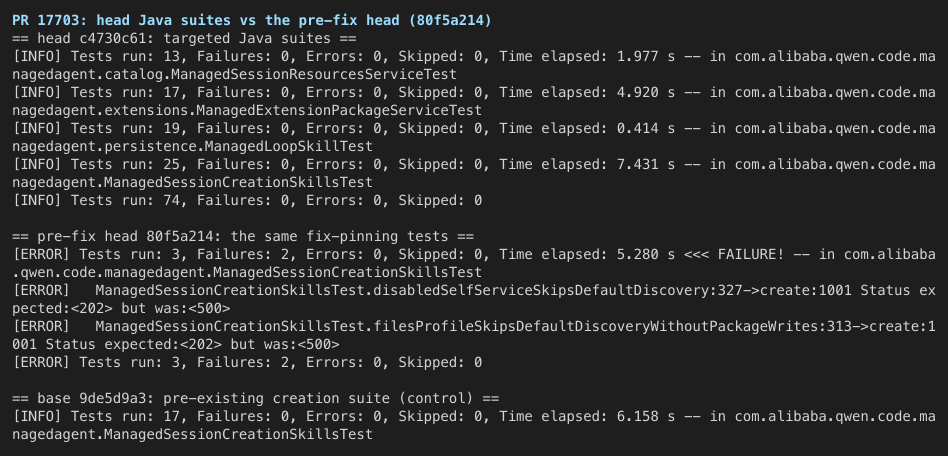 PR 17703: head Java suites vs the pre-fix head (80f5a214)
== head c4730c61: targeted Java suites ==
[INFO] Tests run: 13, Failures: 0, Errors: 0, Skipped: 0, Time elapsed: 1.977 s -- in com.alibaba.qwen.code.ma
nagedagent.catalog.ManagedSessionResourcesServiceTest
[INFO] Tests run: 17, Failures: 0, Errors: 0, Skipped: 0, Time elapsed: 4.920 s -- in com.alibaba.qwen.code.ma
nagedagent.extensions.ManagedExtensionPackageServiceTest
[INFO] Tests run: 19, Failures: 0, Errors: 0, Skipped: 0, Time elapsed: 0.414 s -- in com.alibaba.qwen.code.ma
nagedagent.persistence.ManagedLoopSkillTest
[INFO] Tests run: 25, Failures: 0, Errors: 0, Skipped: 0, Time elapsed: 7.431 s -- in com.alibaba.qwen.code.ma
nagedagent.ManagedSessionCreationSkillsTest
[INFO] Tests run: 74, Failures: 0, Errors: 0, Skipped: 0
== pre-fix head 80f5a214: the same fix-pinning tests ==
[ERROR] Tests run: 3, Failures: 2, Errors: 0, Skipped: 0, Time elapsed: 5.280 s <<< FAILURE! -- in com.alibaba
.qwen.code.managedagent.ManagedSessionCreationSkillsTest
[ERROR]   ManagedSessionCreationSkillsTest.disabledSelfServiceSkipsDefaultDiscovery:327->create:1001 Status ex
pected:<202> but was:<500>
[ERROR]   ManagedSessionCreationSkillsTest.filesProfileSkipsDefaultDiscoveryWithoutPackageWrites:313->create:1
001 Status expected:<202> but was:<500>
[ERROR] Tests run: 3, Failures: 2, Errors: 0, Skipped: 0
== base 9de5d9a3: pre-existing creation suite (control) ==
[INFO] Tests run: 17, Failures: 0, Errors: 0, Skipped: 0, Time elapsed: 6.158 s -- in com.alibaba.qwen.code.ma
nagedagent.ManagedSessionCreationSkillsTest